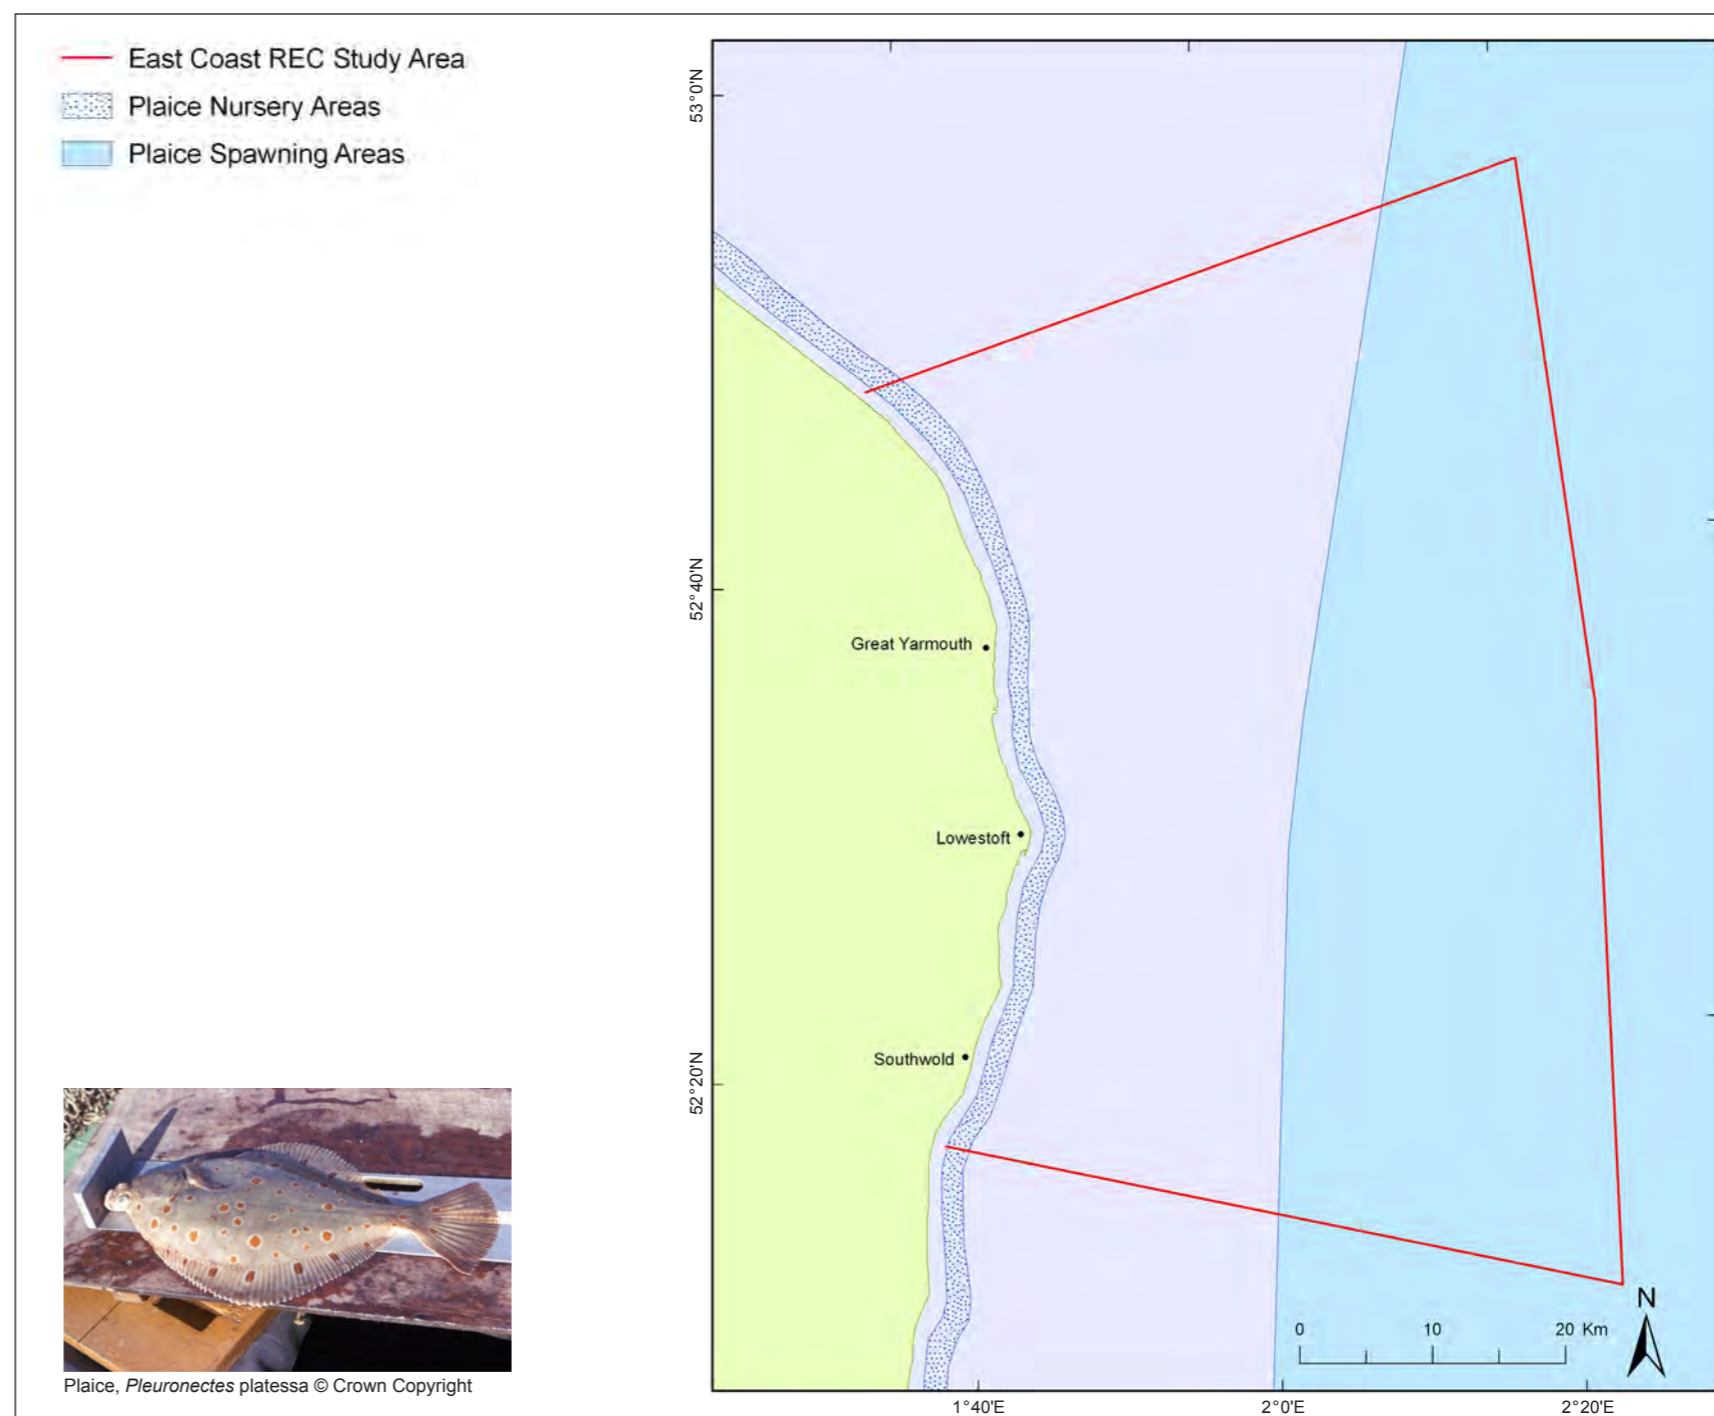 East Coast REC Study Area
Plaice Nursery Areas
Plaice Spawning Areas
53°0'N
52°40'N
Great Yarmouth
Lowestoft
Southwold
52°20'N
N
0 10 20 Km
1°40'E 2°0'E 2°20'E
Plaice, Pleuronectes platessa © Crown Copyright